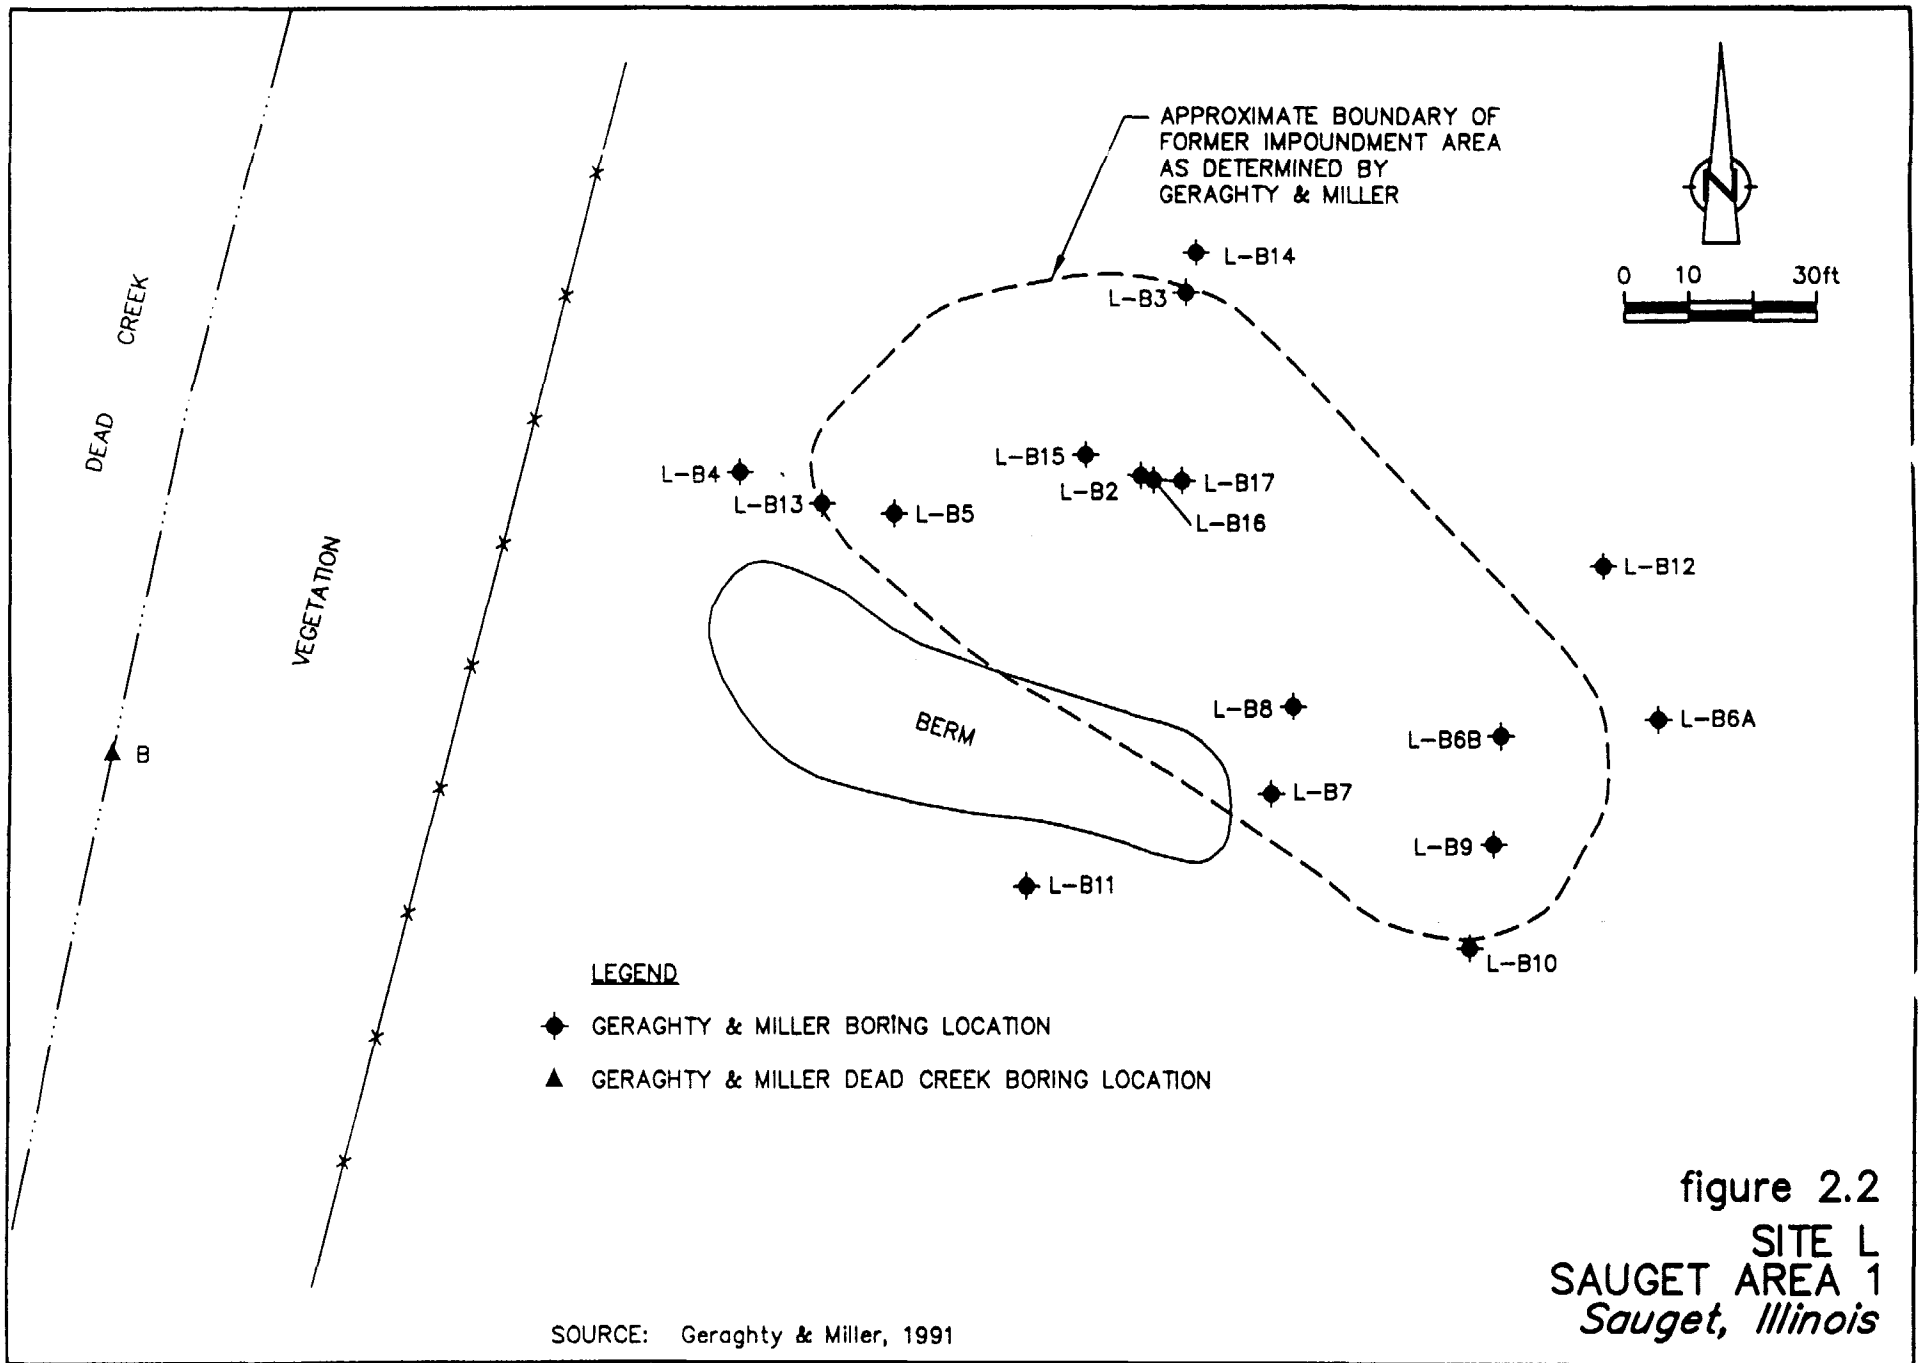 APPROXIMATE BOUNDARY OF
FORMER IMPOUNDMENT AREA
AS DETERMINED BY
GERAGHTY & MILLER
N
0 10 30ft
L-B14
L-B3
DEAD CREEK
VEGETATION
L-B4
L-B13
L-B5
L-B15
L-B2
L-B17
L-B16
L-B12
L-B8
L-B6A
L-B6B
BERM
B
L-B7
L-B9
L-B11
L-B10
LEGEND
GERAGHTY & MILLER BORING LOCATION
GERAGHTY & MILLER DEAD CREEK BORING LOCATION
figure 2.2
SITE L
SAUGET AREA 1
Sauget, Illinois
SOURCE: Geraghty & Miller, 1991